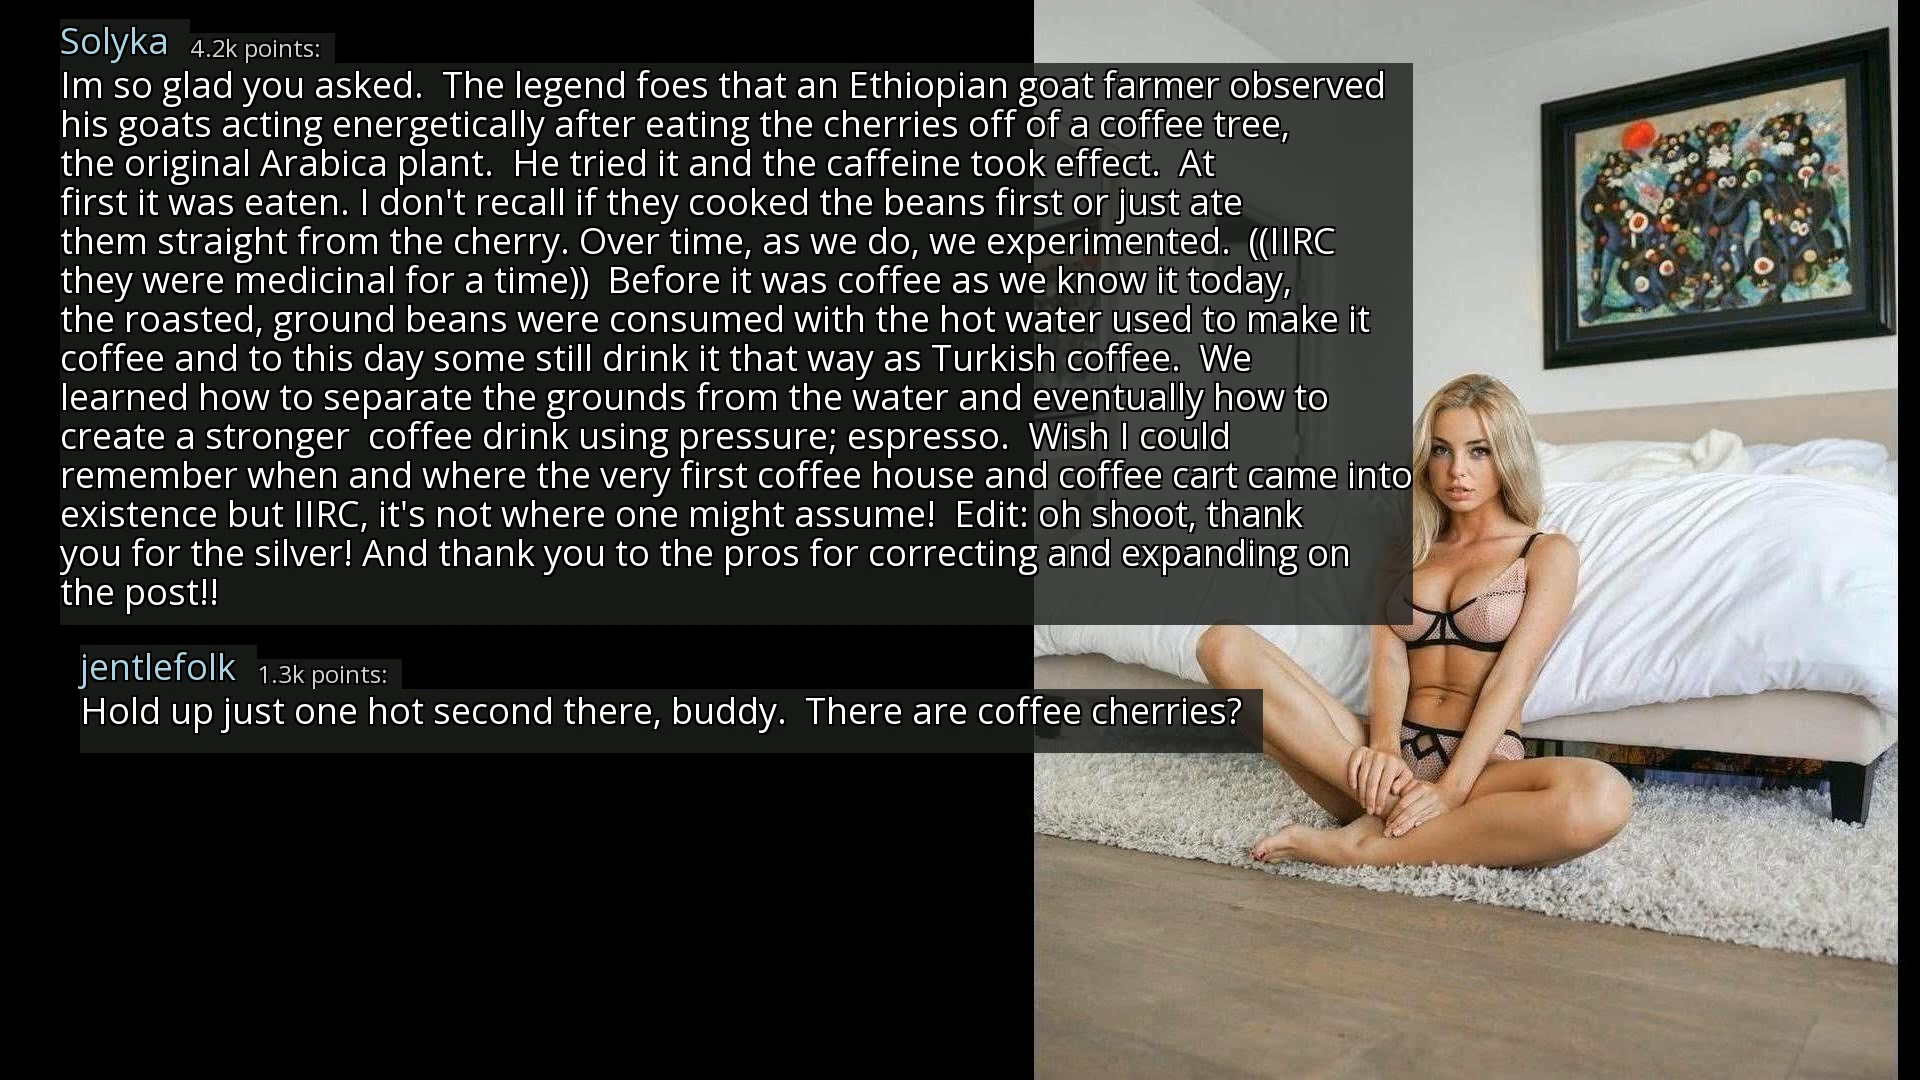 Solyka 4.2k points:
Im so glad you asked.  The legend foes that an Ethiopian goat farmer observed
his goats acting energetically after eating the cherries off of a coffee tree,
the original Arabica plant.  He tried it and the caffeine took effect.  At
first it was eaten. I don't recall if they cooked the beans first or just ate
them straight from the cherry. Over time, as we do, we experimented.  ((IIRC
they were medicinal for a time))  Before it was coffee as we know it today,
the roasted, ground beans were consumed with the hot water used to make it
coffee and to this day some still drink it that way as Turkish coffee.  We
learned how to separate the grounds from the water and eventually how to
create a stronger  coffee drink using pressure; espresso.  Wish I could
remember when and where the very first coffee house and coffee cart came into
existence but IIRC, it's not where one might assume!  Edit: oh shoot, thank
you for the silver! And thank you to the pros for correcting and expanding on
the post!!
jentlefolk 1.3k points:
Hold up just one hot second there, buddy.  There are coffee cherries?